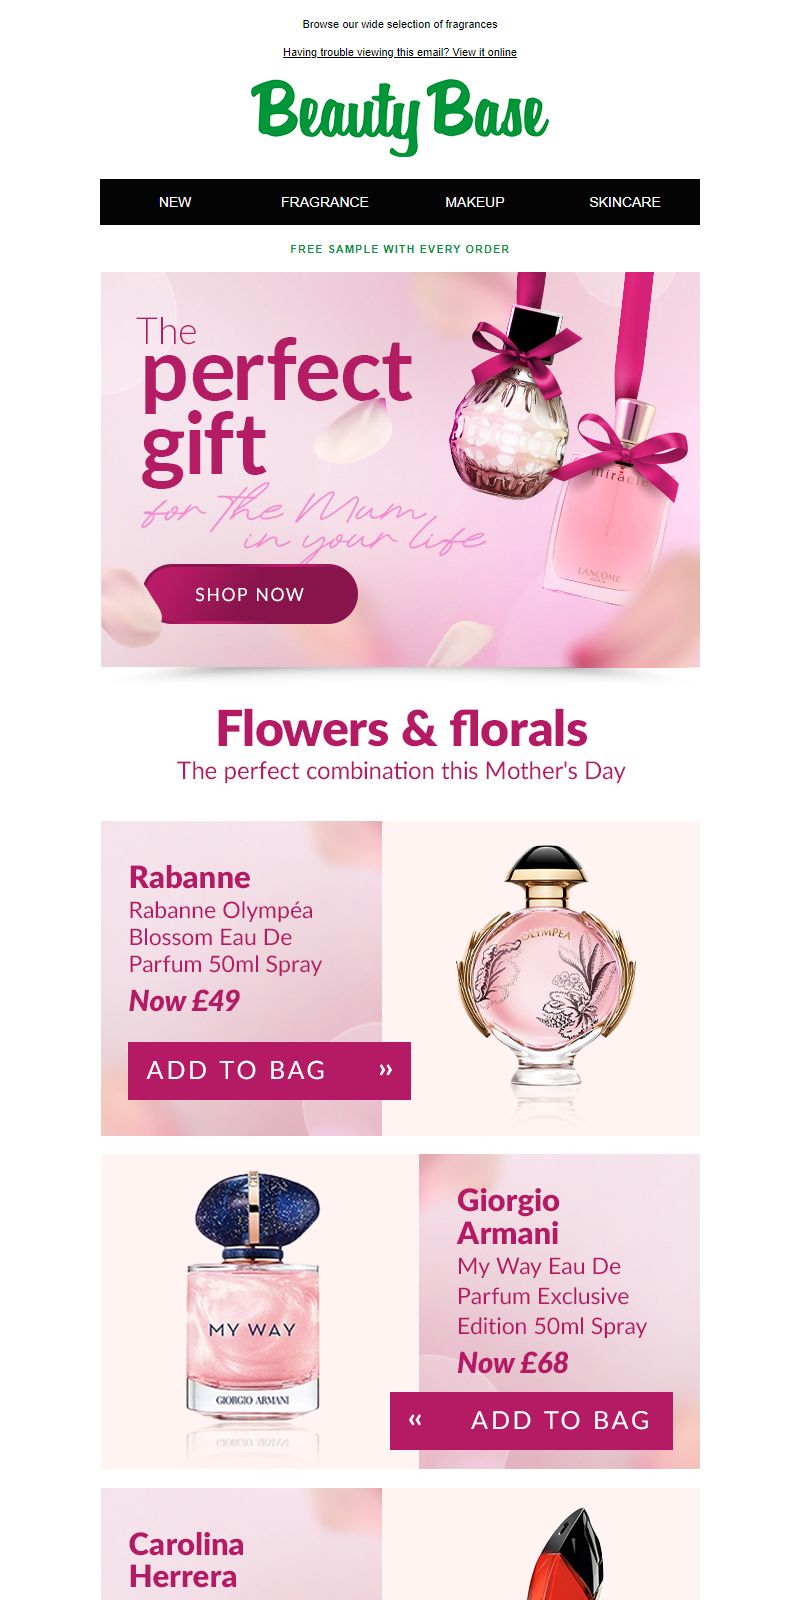 Browse our wide selection of fragrances
Having trouble viewing this email? View it online
Beauty Base
NEW FRAGRANCE MAKEUP SKINCARE
FREE SAMPLE WITH EVERY ORDER
The
perfect
gift
for the Mum
in your life
SHOP NOW
miracle
LANCÔME
PARIS
Flowers & florals
The perfect combination this Mother's Day
Rabanne
Rabanne Olympéa
Blossom Eau De
Parfum 50ml Spray
Now £49
ADD TO BAG »
OLYMPÉA
MY WAY
GIORGIO ARMANI
Giorgio
Armani
My Way Eau De
Parfum Exclusive
Edition 50ml Spray
Now £68
« ADD TO BAG
Carolina
Herrera